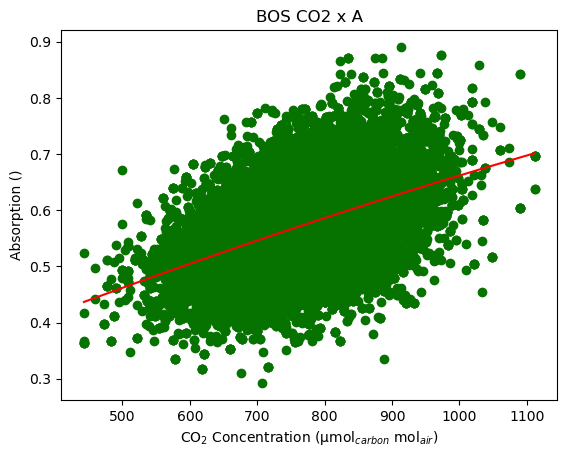 BOS CO2 x A
0.9
0.8
0.7
0.6
0.5
0.4
0.3
Absorption ()
500 600 700 800 900 1000 1100
CO₂ Concentration (μmol_carbon mol_air)